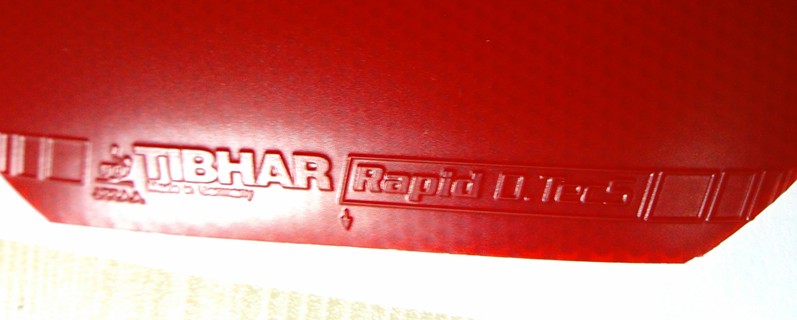 TIBHAR
Made in Germany
Rapid D.TecS